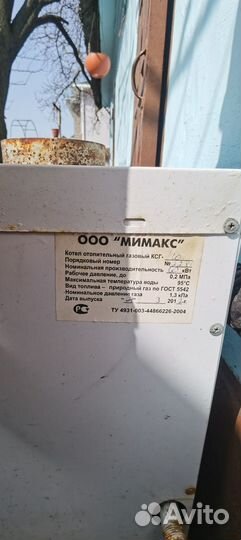 ООО "МИМАКС"
Котел отопительный газовый КСГ-
Порядковый номер №
Номинальная производительность кВт
Рабочее давление, до 0,2 МПа
Максимальная температура воды 95°С
Вид топлива – природный газ по ГОСТ 5542
Номинальное давление газа 1,3 кПа
Дата выпуска 201 г.
ТУ 4931-003-44866226-2004
Avito